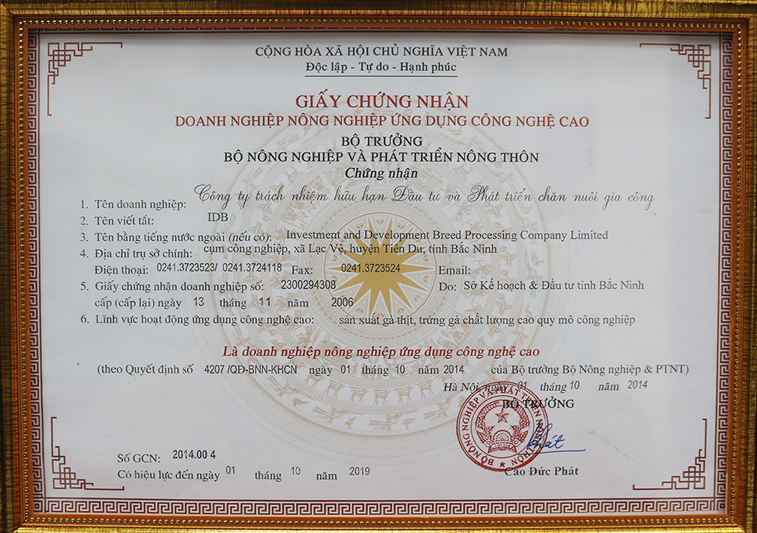 CỘNG HÒA XÃ HỘI CHỦ NGHĨA VIỆT NAM
Độc lập - Tự do - Hạnh phúc
GIẤY CHỨNG NHẬN
DOANH NGHIỆP NÔNG NGHIỆP ỨNG DỤNG CÔNG NGHỆ CAO
BỘ TRƯỞNG
BỘ NÔNG NGHIỆP VÀ PHÁT TRIỂN NÔNG THÔN
Chứng nhận
1. Tên doanh nghiệp: Công ty trách nhiệm hữu hạn Đầu tư và Phát triển chăn nuôi gia công
2. Tên viết tắt: IDB
3. Tên bằng tiếng nước ngoài (nếu có): Investment and Development Breed Processing Company Limited
4. Địa chỉ trụ sở chính: cụm công nghiệp, xã Lạc Vệ, huyện Tiên Du, tỉnh Bắc Ninh
Điện thoại: 0241.3723523/ 0241.3724118 Fax: 0241.3723524 Email:
5. Giấy chứng nhận doanh nghiệp số: 2300294308 Do: Sở Kế hoạch & Đầu tư tỉnh Bắc Ninh
cấp (cấp lại) ngày 13 tháng 11 năm 2006
6. Lĩnh vực hoạt động ứng dụng công nghệ cao: sản xuất gà thịt, trứng gà chất lượng cao quy mô công nghiệp
Là doanh nghiệp nông nghiệp ứng dụng công nghệ cao
(theo Quyết định số 4207 /QĐ-BNN-KHCN ngày 01 tháng 10 năm 2014 của Bộ trưởng Bộ Nông nghiệp & PTNT)
Hà Nội, ngày 01 tháng 10 năm 2014
BỘ TRƯỞNG
BỘ NÔNG NGHIỆP VÀ PHÁT TRIỂN NÔNG THÔN
Số GCN: 2014.00 4
Có hiệu lực đến ngày 01 tháng 10 năm 2019
Cao Đức Phát